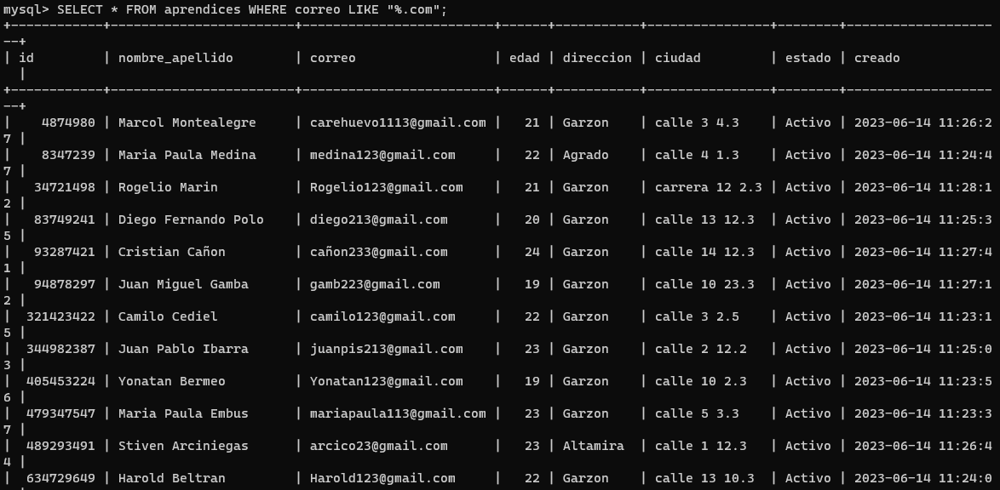 mysql> SELECT * FROM aprendices WHERE correo LIKE "%.com";
+------------+------------------------+-------------------------+------+-----------+----------------+--------+-------------------
--+
| id         | nombre_apellido        | correo                  | edad | direccion | ciudad         | estado | creado
  |
+------------+------------------------+-------------------------+------+-----------+----------------+--------+-------------------
--+
|    4874980 | Marcol Montealegre     | carehuevo1113@gmail.com |   21 | Garzon    | calle 3 4.3    | Activo | 2023-06-14 11:26:2
7 |
|    8347239 | Maria Paula Medina     | medina123@gmail.com     |   22 | Agrado    | calle 4 1.3    | Activo | 2023-06-14 11:24:4
7 |
|   34721498 | Rogelio Marin          | Rogelio123@gmail.com    |   21 | Garzon    | carrera 12 2.3 | Activo | 2023-06-14 11:28:1
2 |
|   83749241 | Diego Fernando Polo    | diego213@gmail.com      |   20 | Garzon    | calle 13 12.3  | Activo | 2023-06-14 11:25:3
5 |
|   93287421 | Cristian Cañon         | cañon233@gmail.com      |   24 | Garzon    | calle 14 12.3  | Activo | 2023-06-14 11:27:4
1 |
|   94878297 | Juan Miguel Gamba      | gamb223@gmail.com       |   19 | Garzon    | calle 10 23.3  | Activo | 2023-06-14 11:27:1
2 |
|  321423422 | Camilo Cediel          | camilo123@gmail.com     |   22 | Garzon    | calle 3 2.5    | Activo | 2023-06-14 11:23:1
5 |
|  344982387 | Juan Pablo Ibarra      | juanpis213@gmail.com    |   23 | Garzon    | calle 2 12.2   | Activo | 2023-06-14 11:25:0
3 |
|  405453224 | Yonatan Bermeo         | Yonatan123@gmail.com    |   19 | Garzon    | calle 10 2.3   | Activo | 2023-06-14 11:23:5
6 |
|  479347547 | Maria Paula Embus      | mariapaula113@gmail.com |   23 | Garzon    | calle 5 3.3    | Activo | 2023-06-14 11:23:3
7 |
|  489293491 | Stiven Arciniegas      | arcico23@gmail.com      |   23 | Altamira  | calle 1 12.3   | Activo | 2023-06-14 11:26:4
4 |
|  634729649 | Harold Beltran         | Harold123@gmail.com     |   22 | Garzon    | calle 13 10.3  | Activo | 2023-06-14 11:24:0